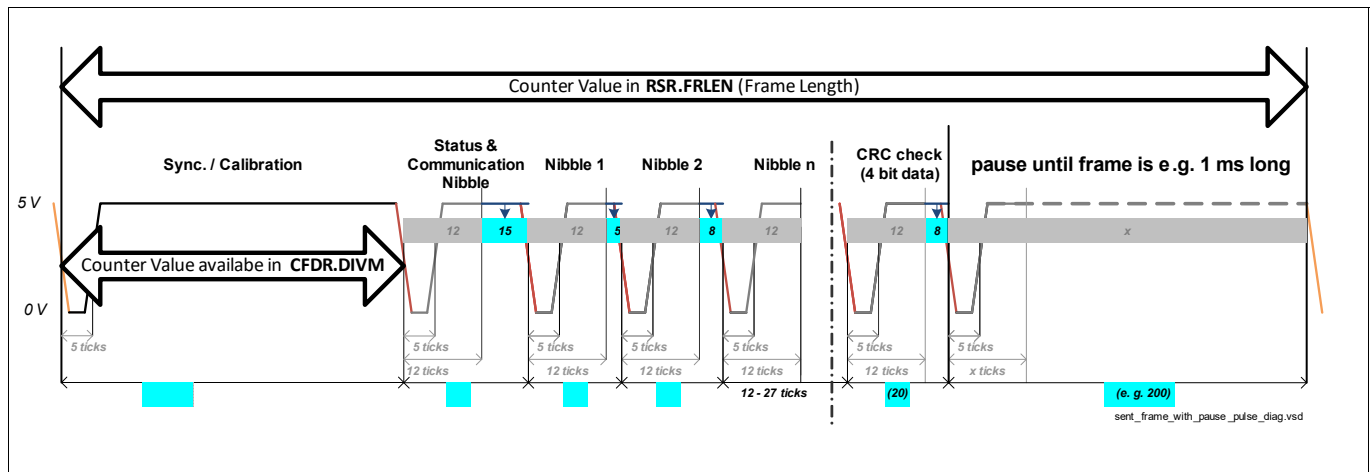 Counter Value in RSR.FRLEN (Frame Length)
Sync. / Calibration
Status &
Communication
Nibble
Nibble 1
Nibble 2
Nibble n
CRC check
(4 bit data)
pause until frame is e.g. 1 ms long
5 V
12 15 12 5 12 8 12 12 8 x
Counter Value availabe in CFDR.DIVM
0 V
5 ticks 5 ticks 5 ticks 5 ticks 5 ticks 5 ticks 5 ticks
12 ticks 12 ticks 12 ticks 12 ticks 12 ticks x ticks
12 - 27 ticks (20) (e. g. 200)
sent_frame_with_pause_pulse_diag.vsd